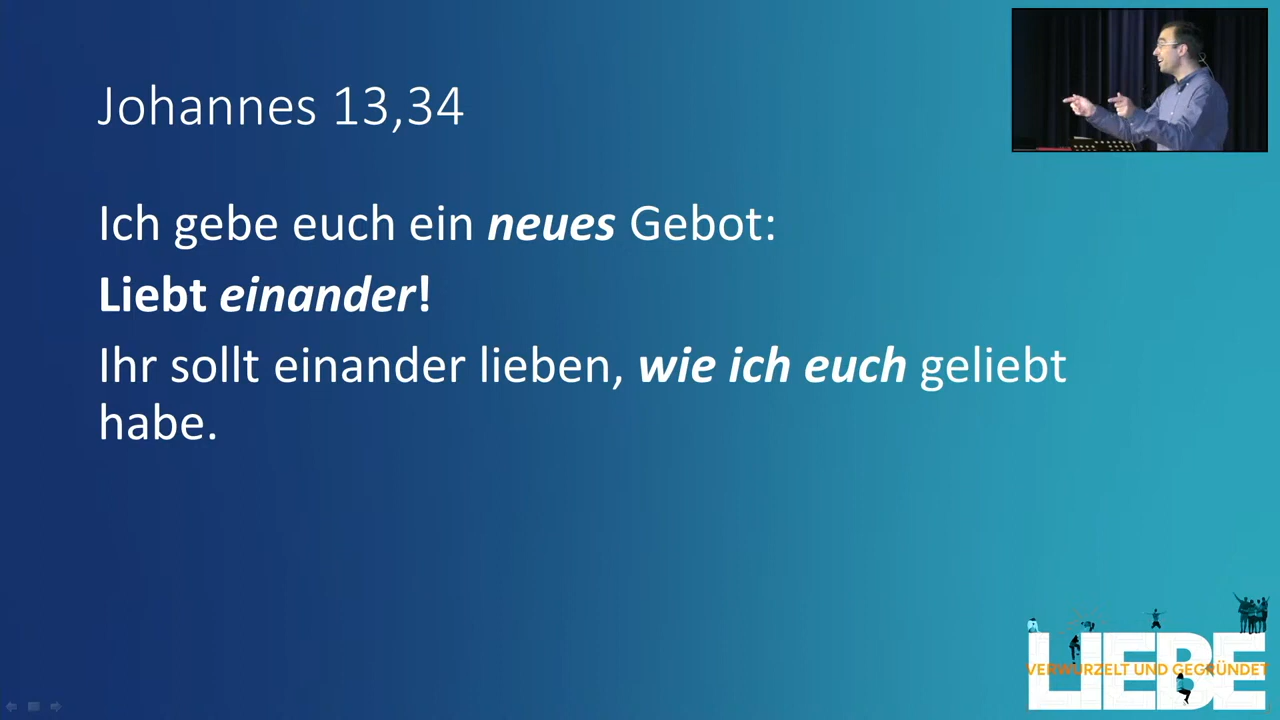 Johannes 13,34
Ich gebe euch ein neues Gebot:
Liebt einander!
Ihr sollt einander lieben, wie ich euch geliebt
habe.
LIEBE
VERWURZELT UND GEGRÜNDET